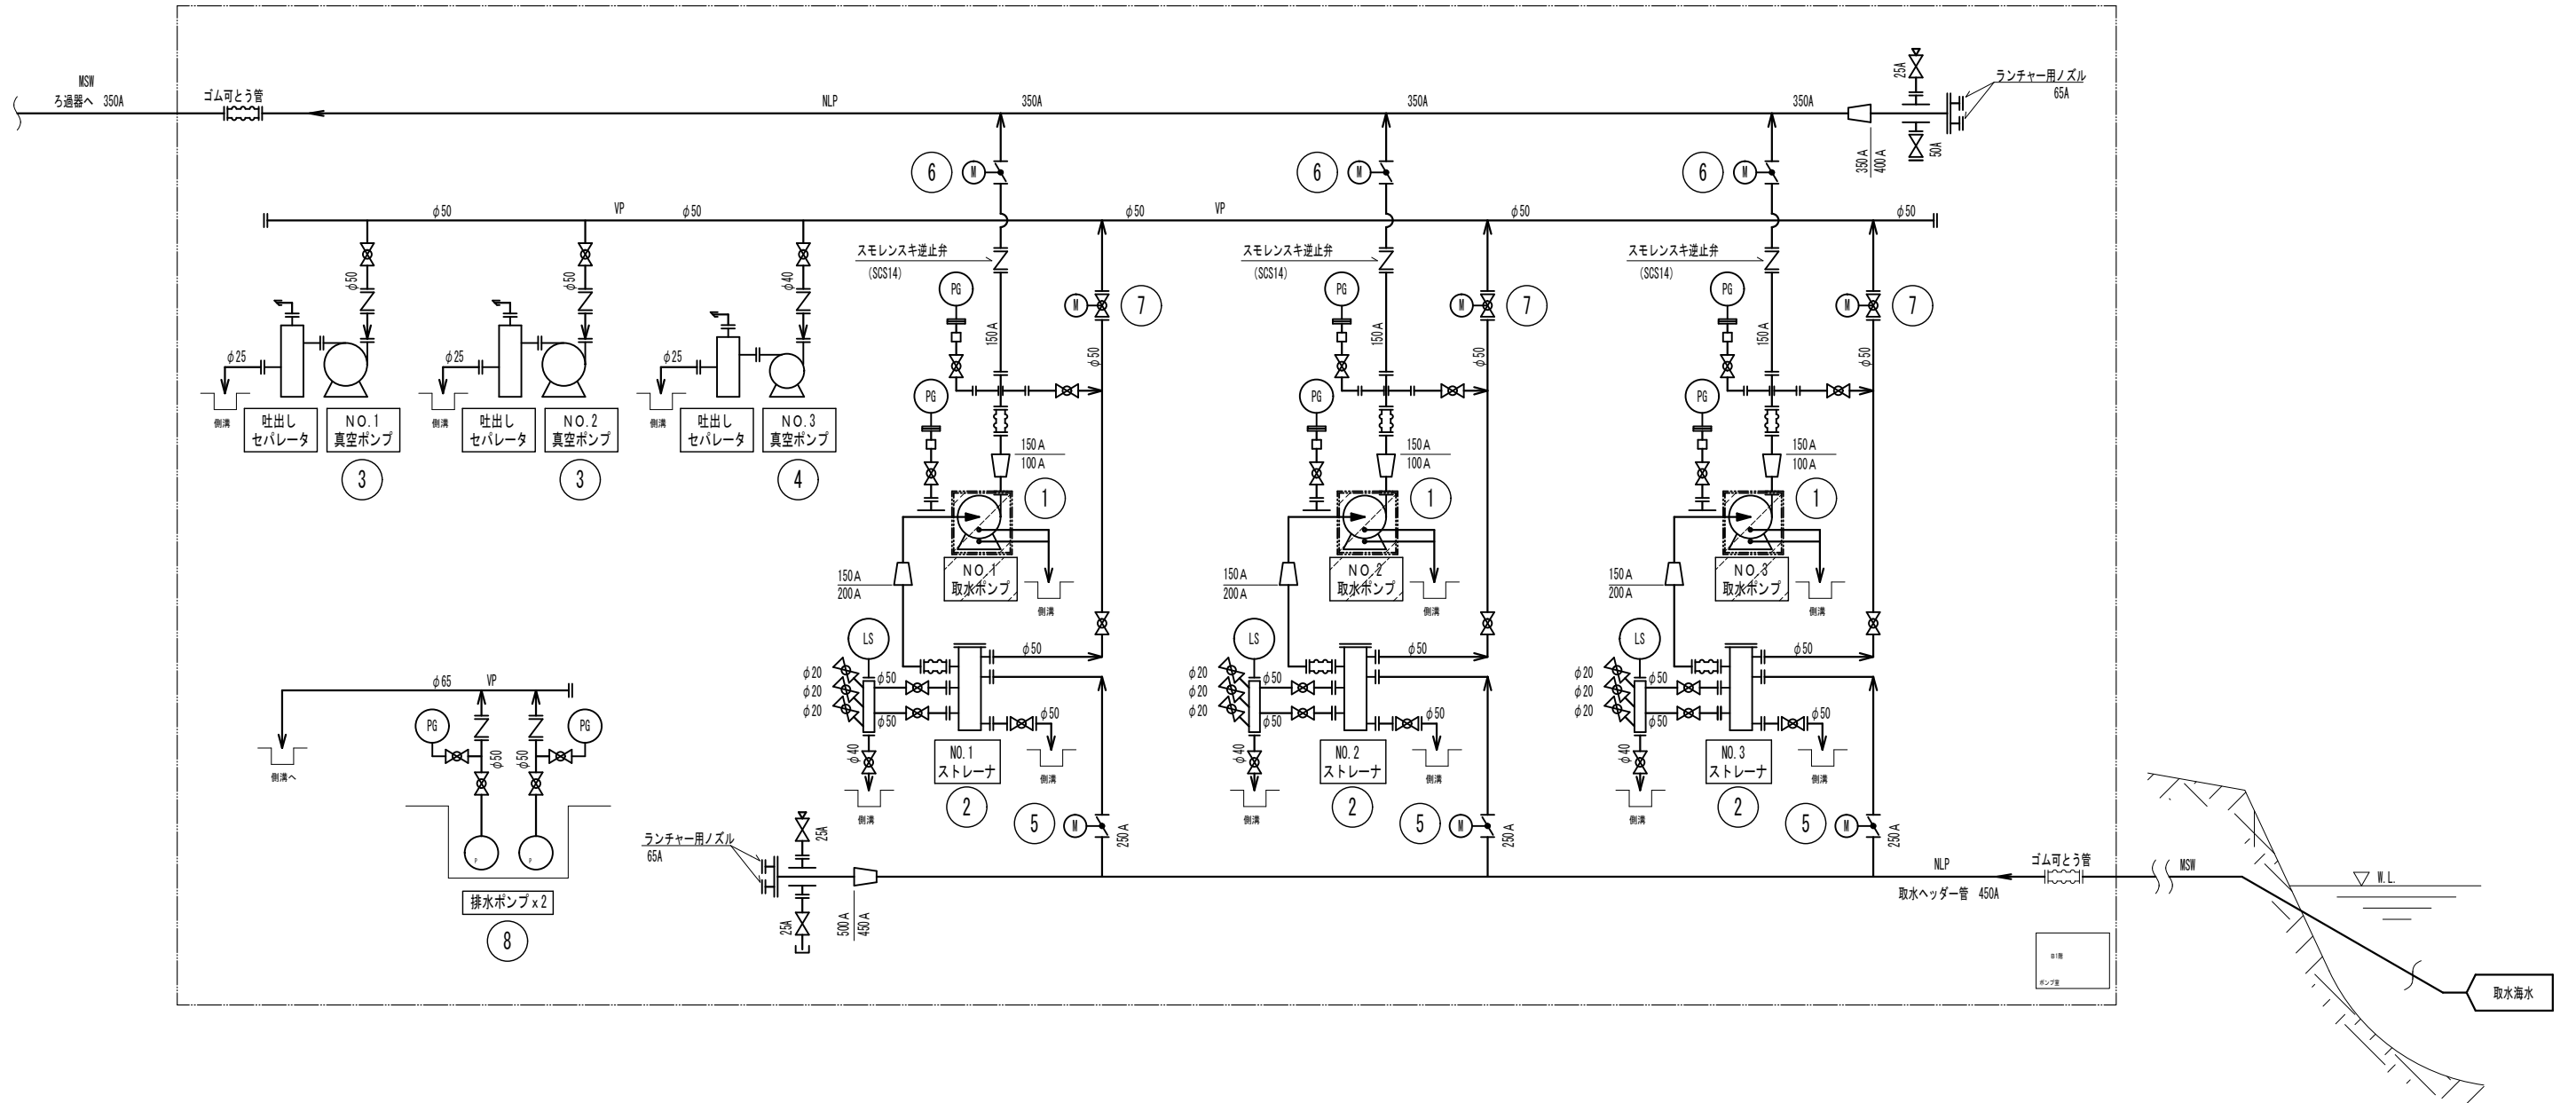 MSW
ろ過器へ 350A
ゴム可とう管
NLP
350A
350A
350A
25A
ランチャー用ノズル
65A
350A
400A
50A
6
M
6
M
6
M
φ50
VP
φ50
φ50
VP
φ50
φ50
スモレンスキ逆止弁
(SCS14)
スモレンスキ逆止弁
(SCS14)
スモレンスキ逆止弁
(SCS14)
φ50
φ50
φ40
PG
M
7
PG
M
7
PG
M
7
150A
φ50
150A
φ50
150A
φ50
φ25
φ25
φ25
側溝
側溝
側溝
吐出し
セパレータ
NO.1
真空ポンプ
吐出し
セパレータ
NO.2
真空ポンプ
吐出し
セパレータ
NO.3
真空ポンプ
3
3
4
PG
PG
PG
150A
100A
150A
100A
150A
100A
1
1
1
NO.1
取水ポンプ
NO.2
取水ポンプ
NO.3
取水ポンプ
側溝
側溝
側溝
150A
200A
150A
200A
150A
200A
LS
φ50
LS
φ50
LS
φ50
φ20
φ20
φ20
φ50
φ50
φ50
φ20
φ20
φ20
φ50
φ50
φ50
φ20
φ20
φ20
φ50
φ50
φ50
φ40
φ40
φ40
NO.1
ストレーナ
NO.2
ストレーナ
NO.3
ストレーナ
側溝
側溝
側溝
側溝
側溝
側溝
2
2
2
5
M
250A
5
M
250A
5
M
250A
φ65
VP
PG
PG
φ50
φ50
側溝へ
P
P
排水ポンプx2
8
ランチャー用ノズル
65A
25A
25A
500A
450A
NLP
取水ヘッダー管 450A
ゴム可とう管
MSW
W.L.
取水海水
ポンプ室